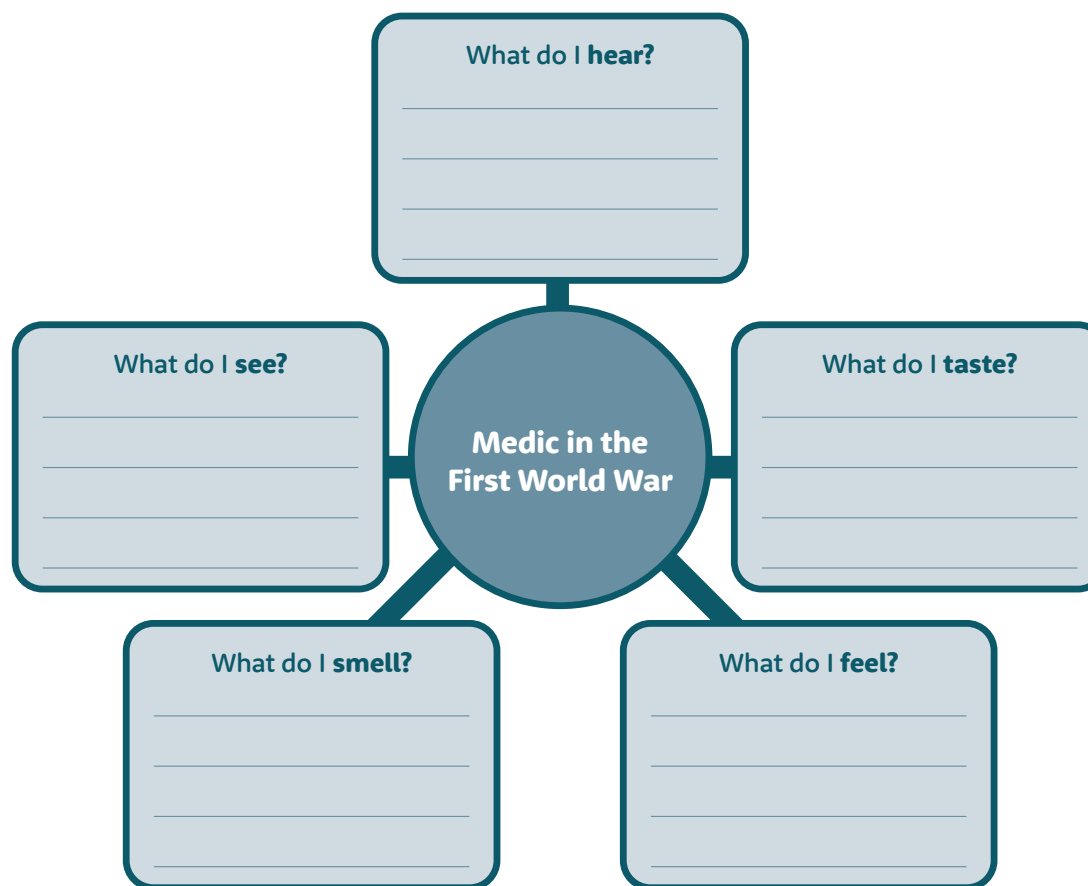 What do I hear?
What do I see?
Medic in the
First World War
What do I taste?
What do I smell?
What do I feel?